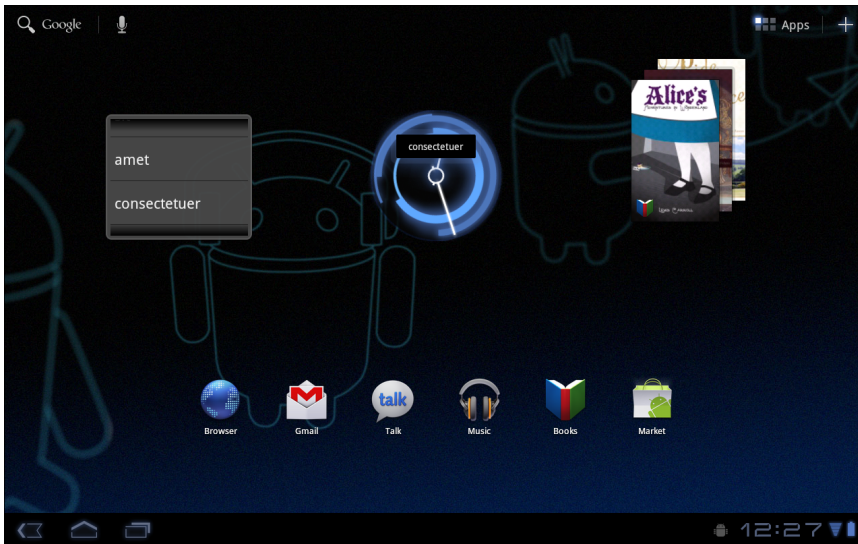 Google
Apps
amet
consectetuer
consectetuer
Alice's
Browser
Gmail
talk
Talk
Music
Books
Market
12:27